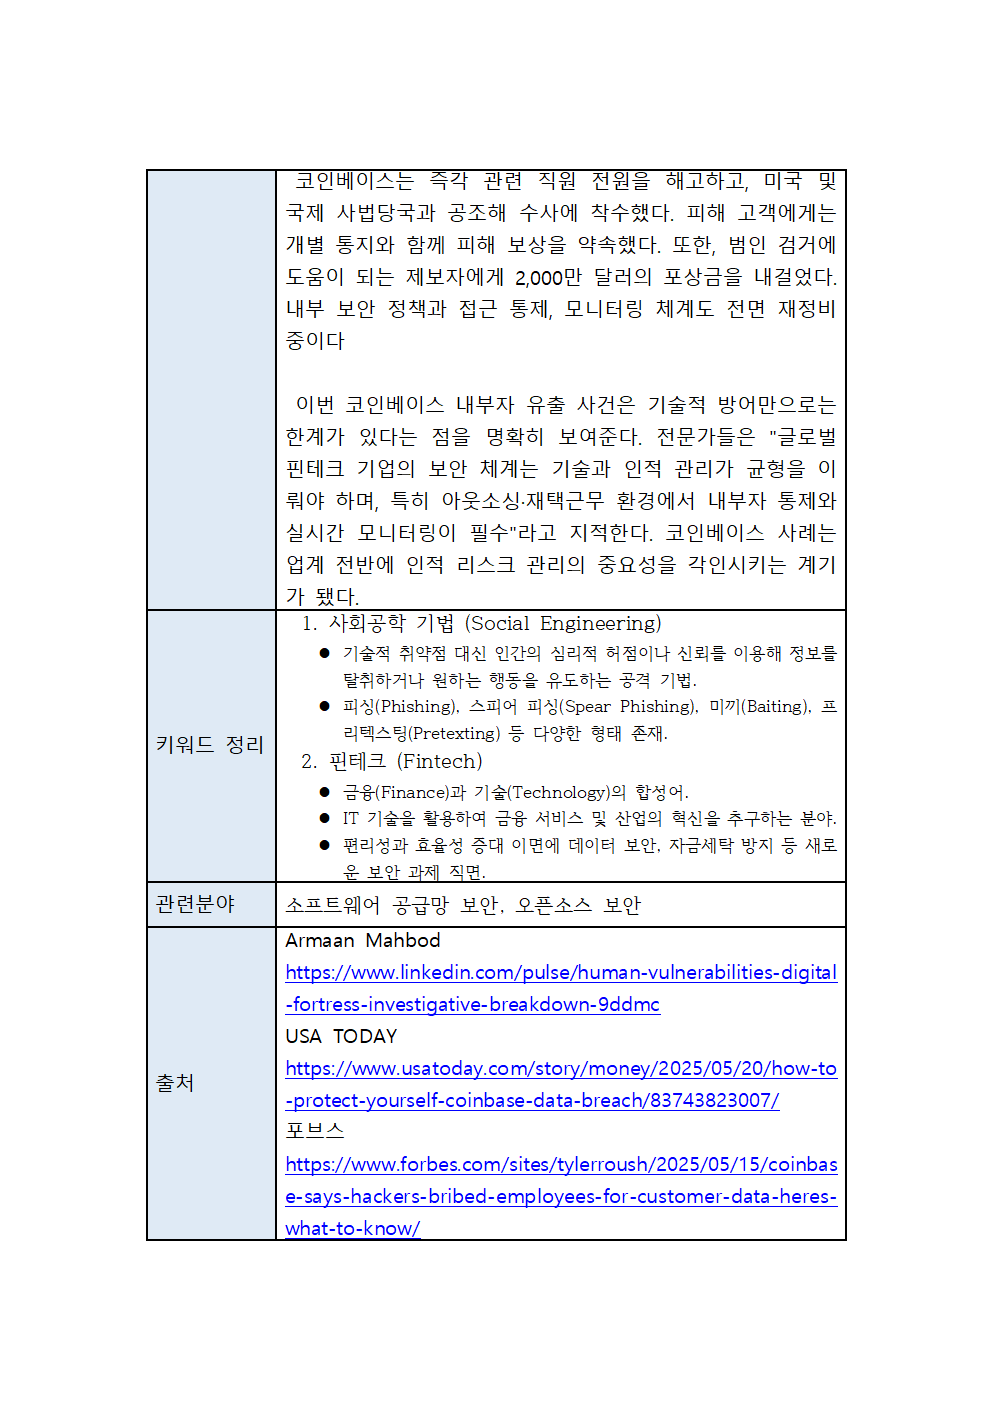 코인베이스는 즉각 관련 직원 전원을 해고하고, 미국 및
국제 사법당국과 공조해 수사에 착수했다. 피해 고객에게는
개별 통지와 함께 피해 보상을 약속했다. 또한, 범인 검거에
도움이 되는 제보자에게 2,000만 달러의 포상금을 내걸었다.
내부 보안 정책과 접근 통제, 모니터링 체계도 전면 재정비
중이다
이번 코인베이스 내부자 유출 사건은 기술적 방어만으로는
한계가 있다는 점을 명확히 보여준다. 전문가들은 "글로벌
핀테크 기업의 보안 체계는 기술과 인적 관리가 균형을 이
뤄야 하며, 특히 아웃소싱·재택근무 환경에서 내부자 통제와
실시간 모니터링이 필수"라고 지적한다. 코인베이스 사례는
업계 전반에 인적 리스크 관리의 중요성을 각인시키는 계기
가 됐다.
키워드 정리
1. 사회공학 기법 (Social Engineering)
● 기술적 취약점 대신 인간의 심리적 허점이나 신뢰를 이용해 정보를
탈취하거나 원하는 행동을 유도하는 공격 기법.
● 피싱(Phishing), 스피어 피싱(Spear Phishing), 미끼(Baiting), 프
리텍스팅(Pretexting) 등 다양한 형태 존재.
2. 핀테크 (Fintech)
● 금융(Finance)과 기술(Technology)의 합성어.
● IT 기술을 활용하여 금융 서비스 및 산업의 혁신을 추구하는 분야.
● 편리성과 효율성 증대 이면에 데이터 보안, 자금세탁 방지 등 새로
운 보안 과제 직면.
관련분야
소프트웨어 공급망 보안, 오픈소스 보안
출처
Armaan Mahbod
https://www.linkedin.com/pulse/human-vulnerabilities-digital
-fortress-investigative-breakdown-9ddmc
USA TODAY
https://www.usatoday.com/story/money/2025/05/20/how-to
-protect-yourself-coinbase-data-breach/83743823007/
포브스
https://www.forbes.com/sites/tylerroush/2025/05/15/coinbas
e-says-hackers-bribed-employees-for-customer-data-heres-
what-to-know/